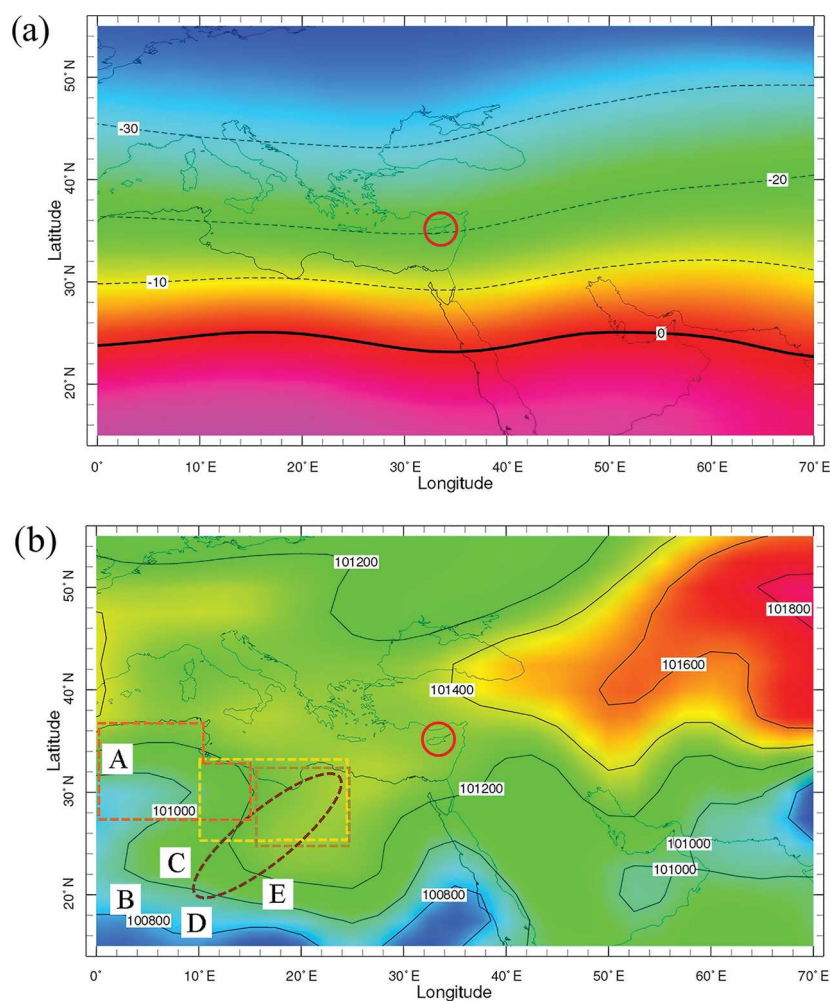 (a)
50° N
40° N
30° N
20° N
Latitude
-30
-20
-10
0
0°
10° E
20° E
30° E
40° E
50° E
60° E
70° E
Longitude
(b)
50° N
40° N
30° N
20° N
Latitude
101200
101800
101600
101400
A
101000
101200
101000
101000
C
B
E
100800
D
100800
0°
10° E
20° E
30° E
40° E
50° E
60° E
70° E
Longitude